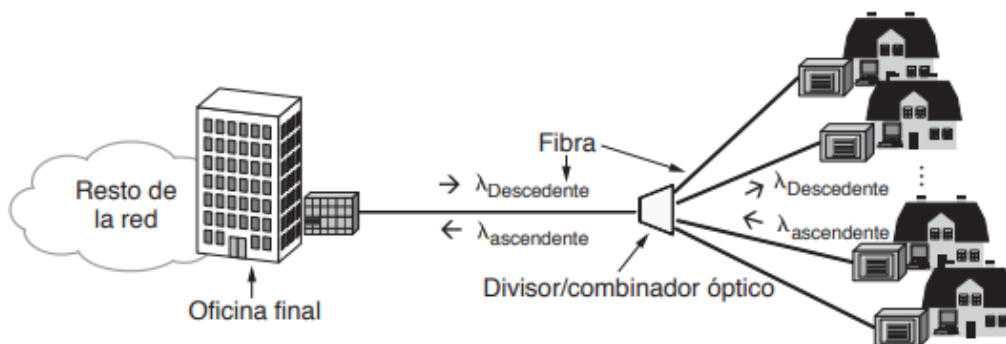 Fibra
Resto de
la red
λDescedente
λascendente
λDescedente
λascendente
Divisor/combinador óptico
Oficina final